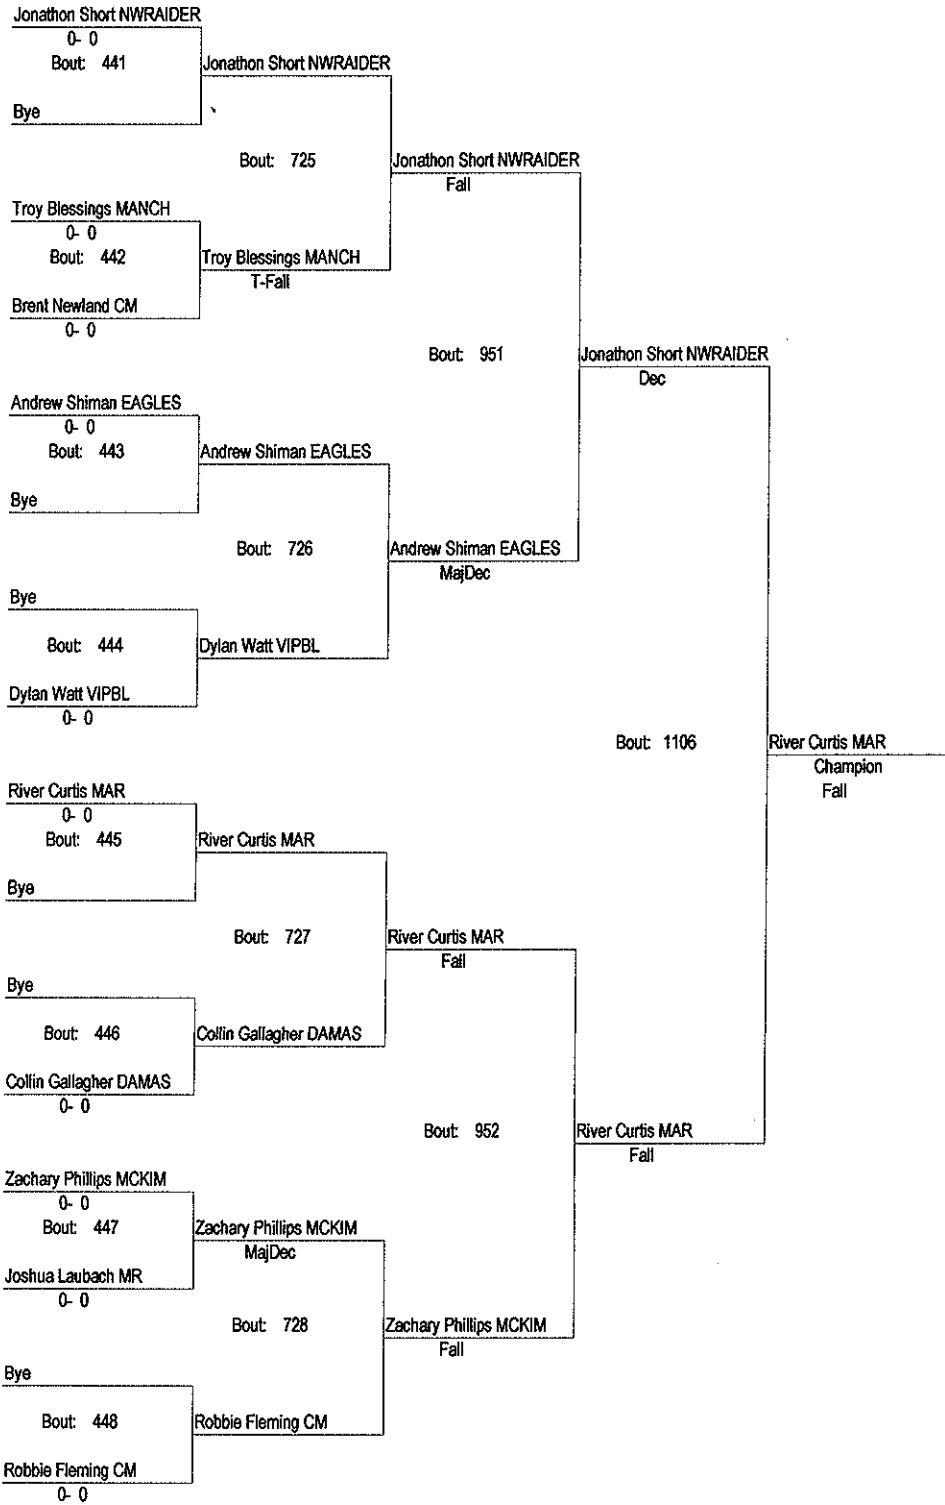 Jonathon Short NWRAIDER
0- 0
Bout: 441
Jonathon Short NWRAIDER
Bye
Bout: 725
Jonathon Short NWRAIDER
Fall
Troy Blessings MANCH
0- 0
Bout: 442
Troy Blessings MANCH
T-Fall
Brent Newland CM
0- 0
Bout: 951
Jonathon Short NWRAIDER
Dec
Andrew Shiman EAGLES
0- 0
Bout: 443
Andrew Shiman EAGLES
Bye
Bout: 726
Andrew Shiman EAGLES
MajDec
Bye
Bout: 444
Dylan Watt VIPBL
Dylan Watt VIPBL
0- 0
Bout: 1106
River Curtis MAR
Champion
Fall
River Curtis MAR
0- 0
Bout: 445
River Curtis MAR
Bye
Bout: 727
River Curtis MAR
Fall
Bye
Bout: 446
Collin Gallagher DAMAS
Collin Gallagher DAMAS
0- 0
Bout: 952
River Curtis MAR
Fall
Zachary Phillips MCKIM
0- 0
Bout: 447
Zachary Phillips MCKIM
MajDec
Joshua Laubach MR
0- 0
Bout: 728
Zachary Phillips MCKIM
Fall
Bye
Bout: 448
Robbie Fleming CM
Robbie Fleming CM
0- 0